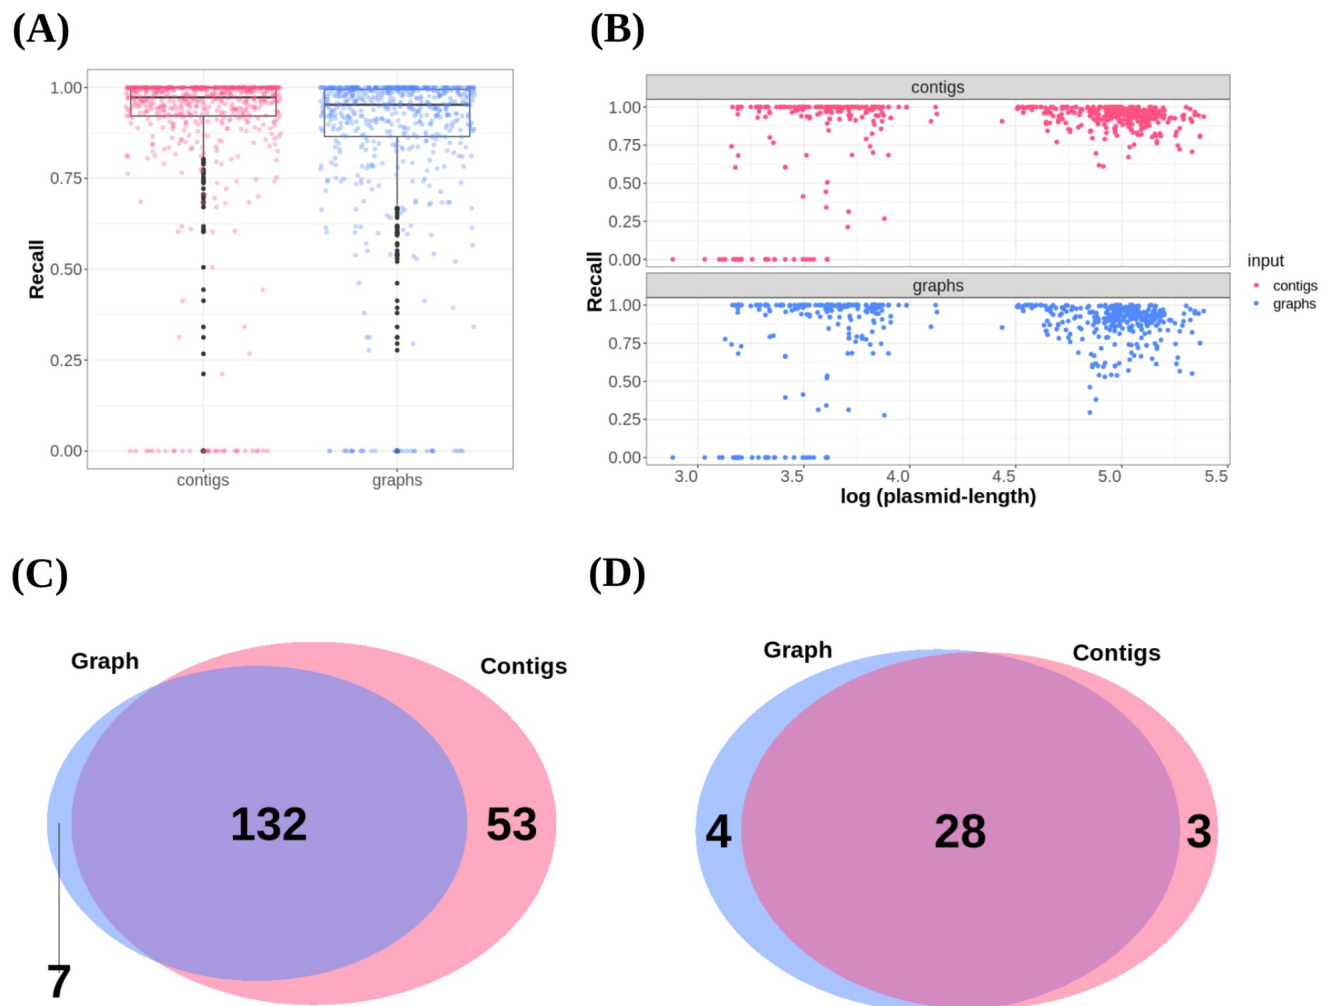 (A)
1.00
0.75
0.50
0.25
0.00
Recall
contigs
graphs
(B)
contigs
1.00
0.75
0.50
0.25
0.00
graphs
1.00
0.75
0.50
0.25
0.00
Recall
3.0
3.5
4.0
4.5
5.0
5.5
log (plasmid-length)
input
contigs
graphs
(C)
Graph
Contigs
132
53
7
(D)
Graph
Contigs
4
28
3